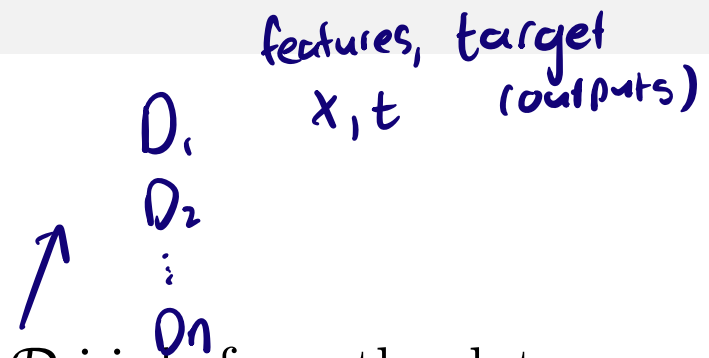 features, target
(outputs)
x, t
D1
D2
⋮
Dn